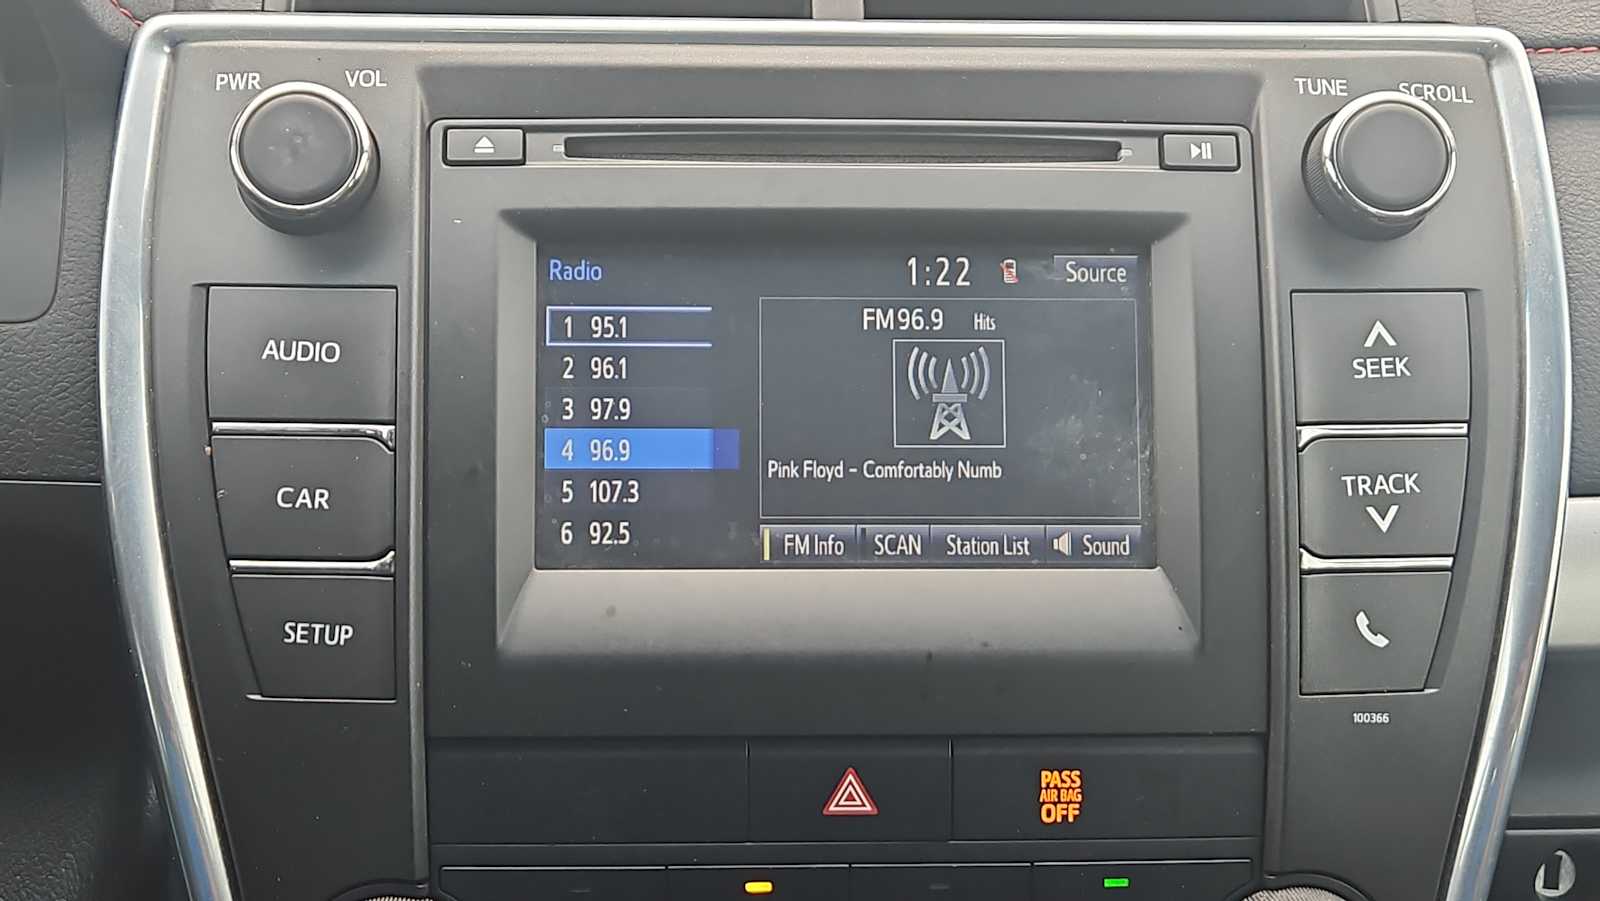 PWR VOL
TUNE SCROLL
Radio 1:22 Source
1 95.1
2 96.1
3 97.9
4 96.9
5 107.3
6 92.5
FM 96.9 Hits
Pink Floyd - Comfortably Numb
FM Info SCAN Station List Sound
AUDIO
CAR
SETUP
SEEK
TRACK
100366
PASS
AIR BAG
OFF